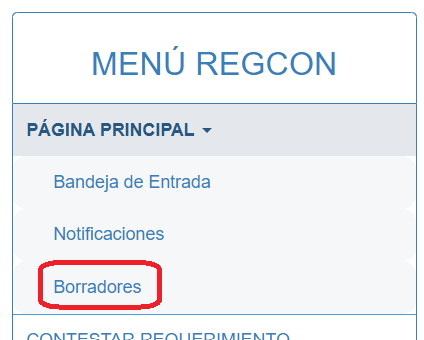 MENÚ REGCON
PÁGINA PRINCIPAL
Bandeja de Entrada
Notificaciones
Borradores
CONTESTAR REQUERIMIENTO